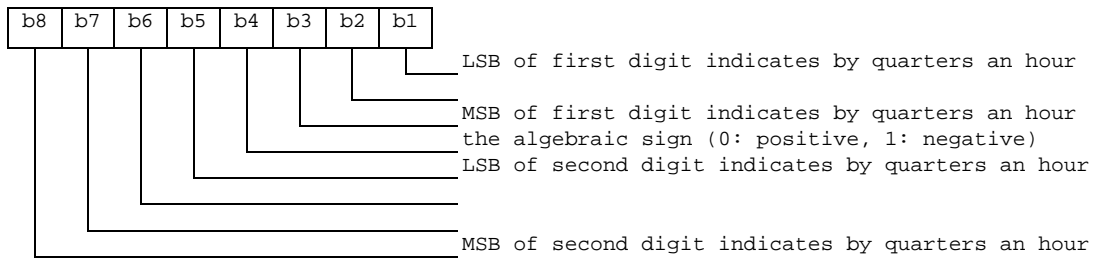 b8 b7 b6 b5 b4 b3 b2 b1
LSB of first digit indicates by quarters an hour
MSB of first digit indicates by quarters an hour
the algebraic sign (0: positive, 1: negative)
LSB of second digit indicates by quarters an hour
MSB of second digit indicates by quarters an hour